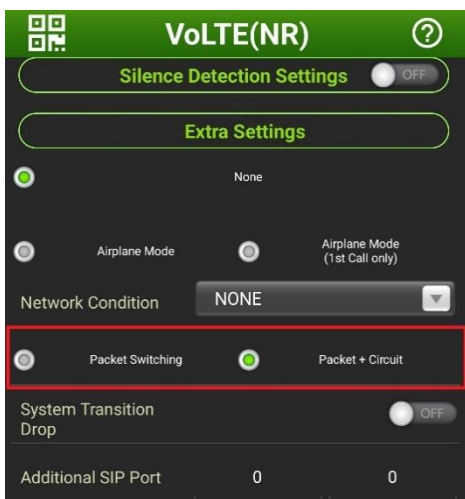 VoLTE(NR)
Silence Detection Settings OFF
Extra Settings
None
Airplane Mode
Airplane Mode
(1st Call only)
Network Condition NONE
Packet Switching Packet + Circuit
System Transition
Drop
OFF
Additional SIP Port 0 0